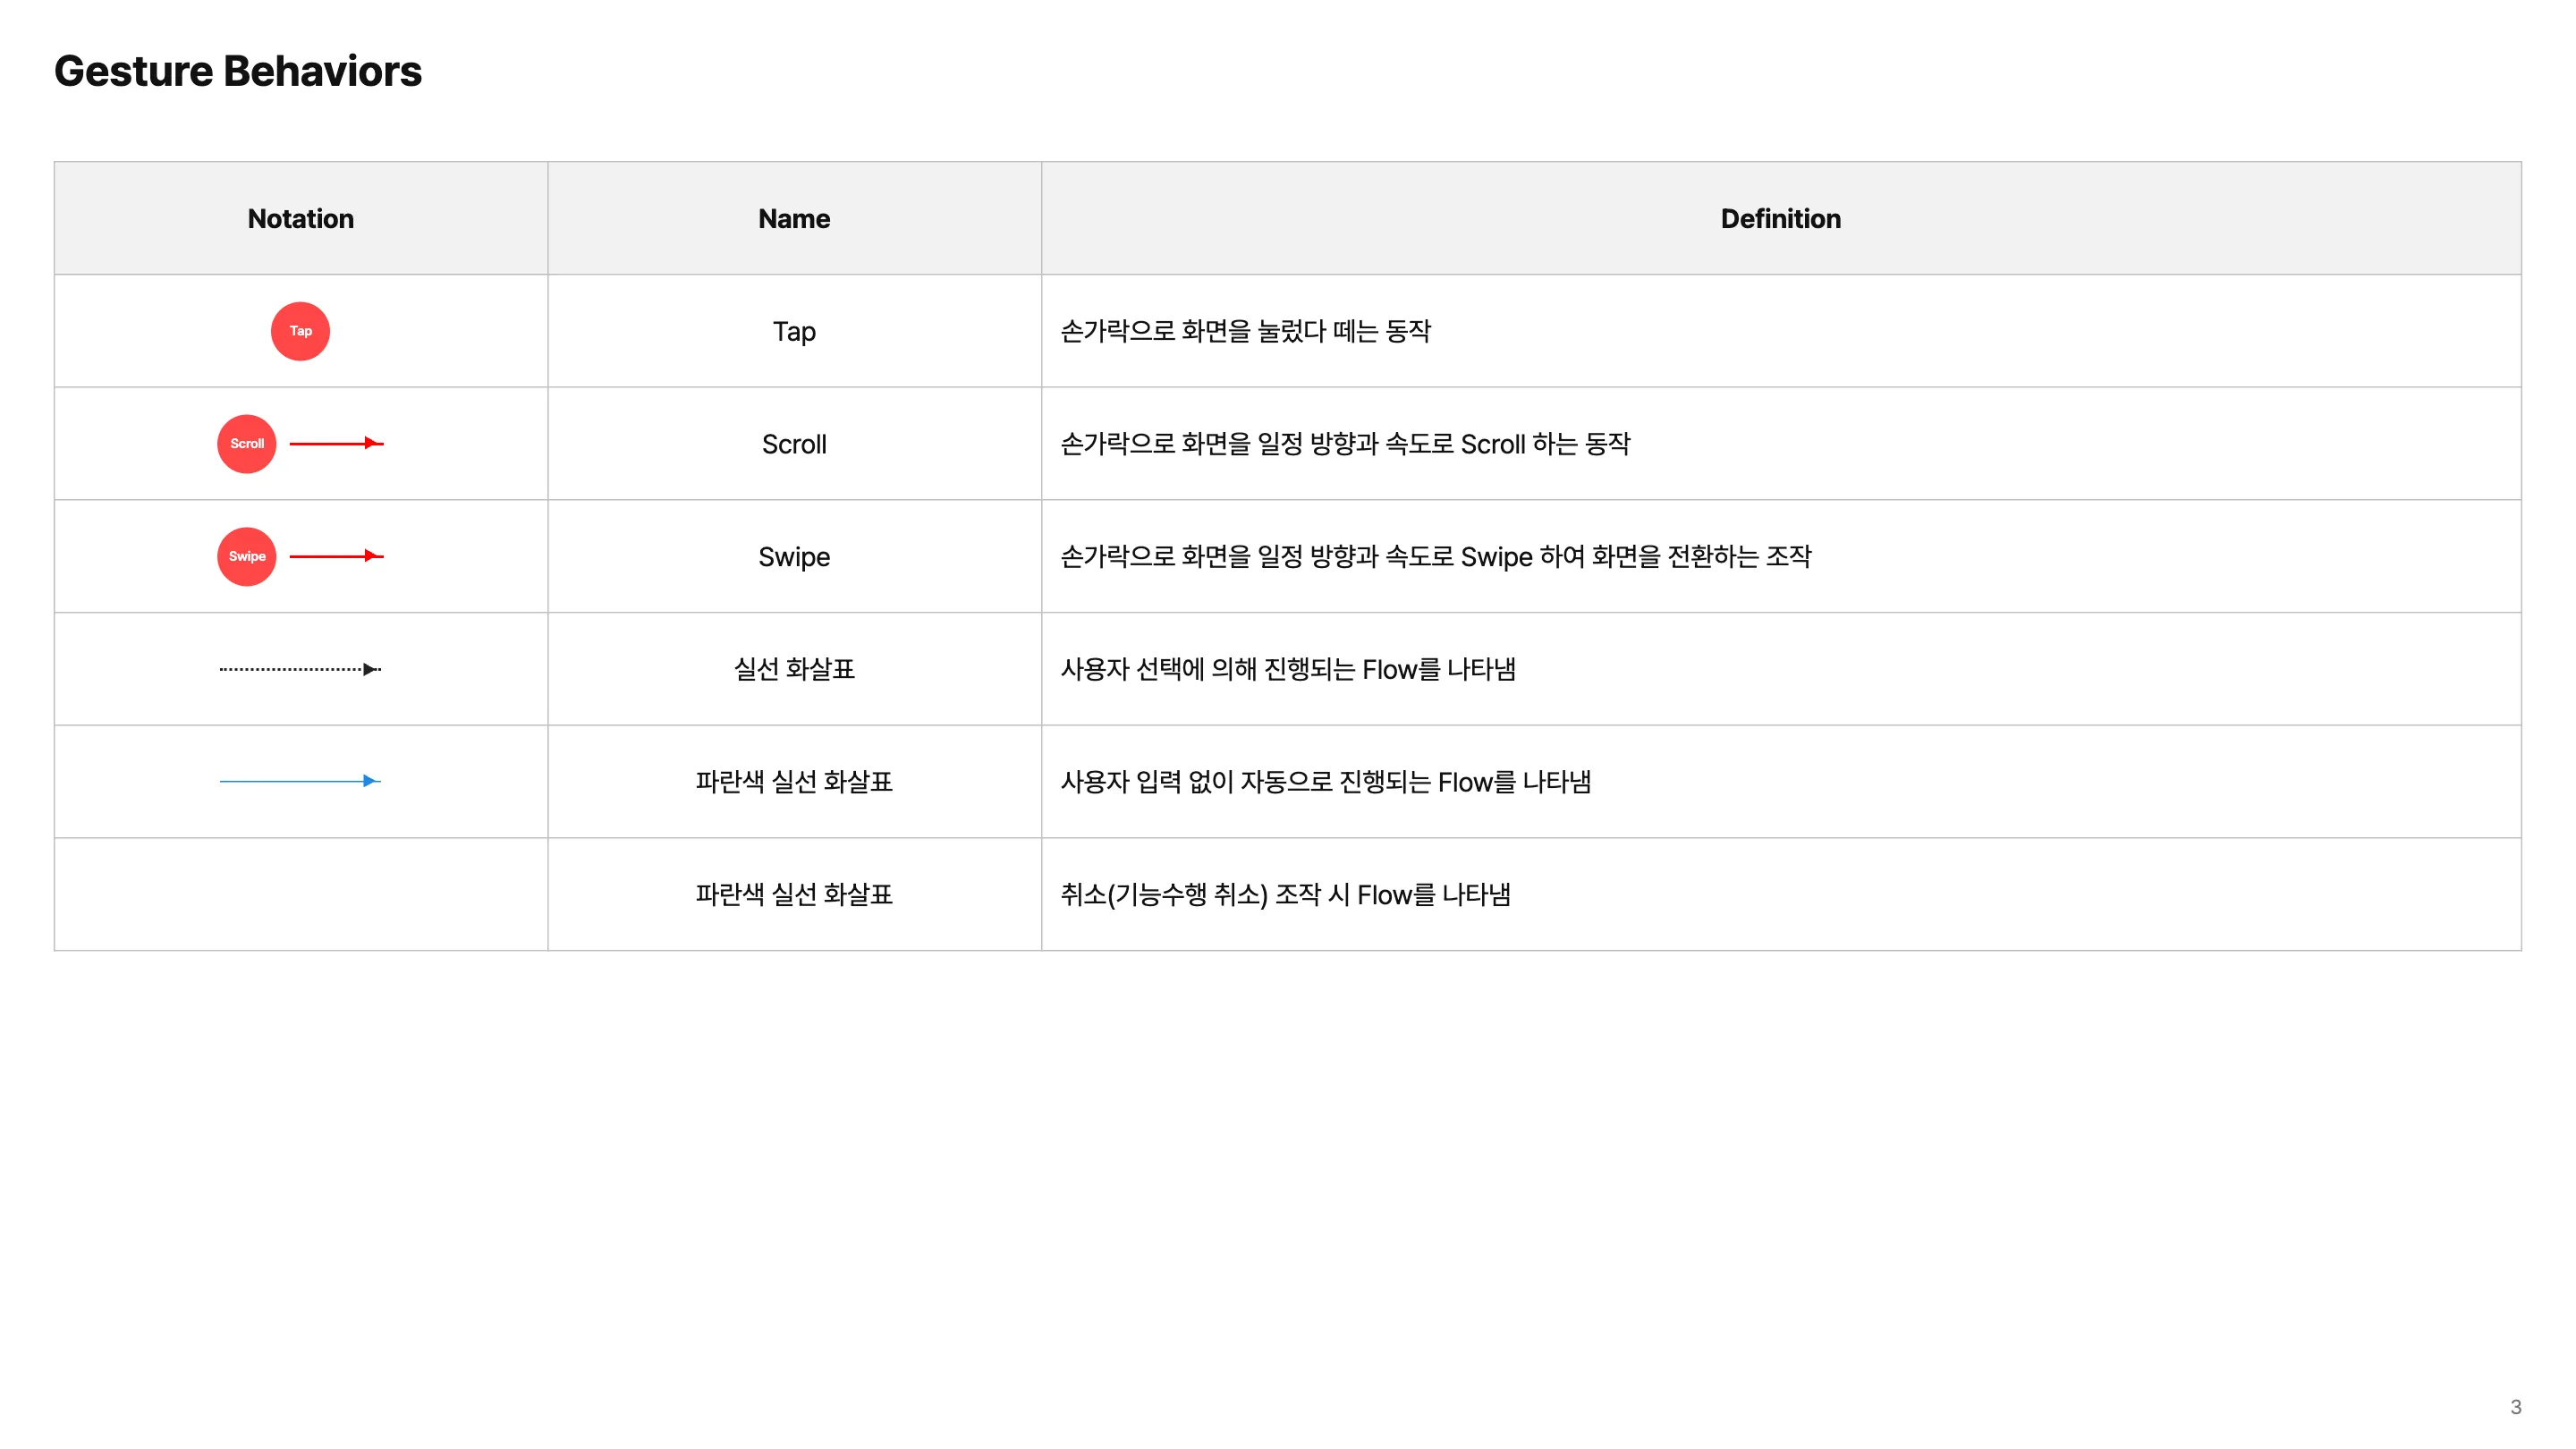 Gesture Behaviors
Notation Name Definition
Tap Tap 손가락으로 화면을 눌렀다 떼는 동작
Scroll Scroll 손가락으로 화면을 일정 방향과 속도로 Scroll 하는 동작
Swipe Swipe 손가락으로 화면을 일정 방향과 속도로 Swipe 하여 화면을 전환하는 조작
실선 화살표 사용자 선택에 의해 진행되는 Flow를 나타냄
파란색 실선 화살표 사용자 입력 없이 자동으로 진행되는 Flow를 나타냄
파란색 실선 화살표 취소(기능수행 취소) 조작 시 Flow를 나타냄
3